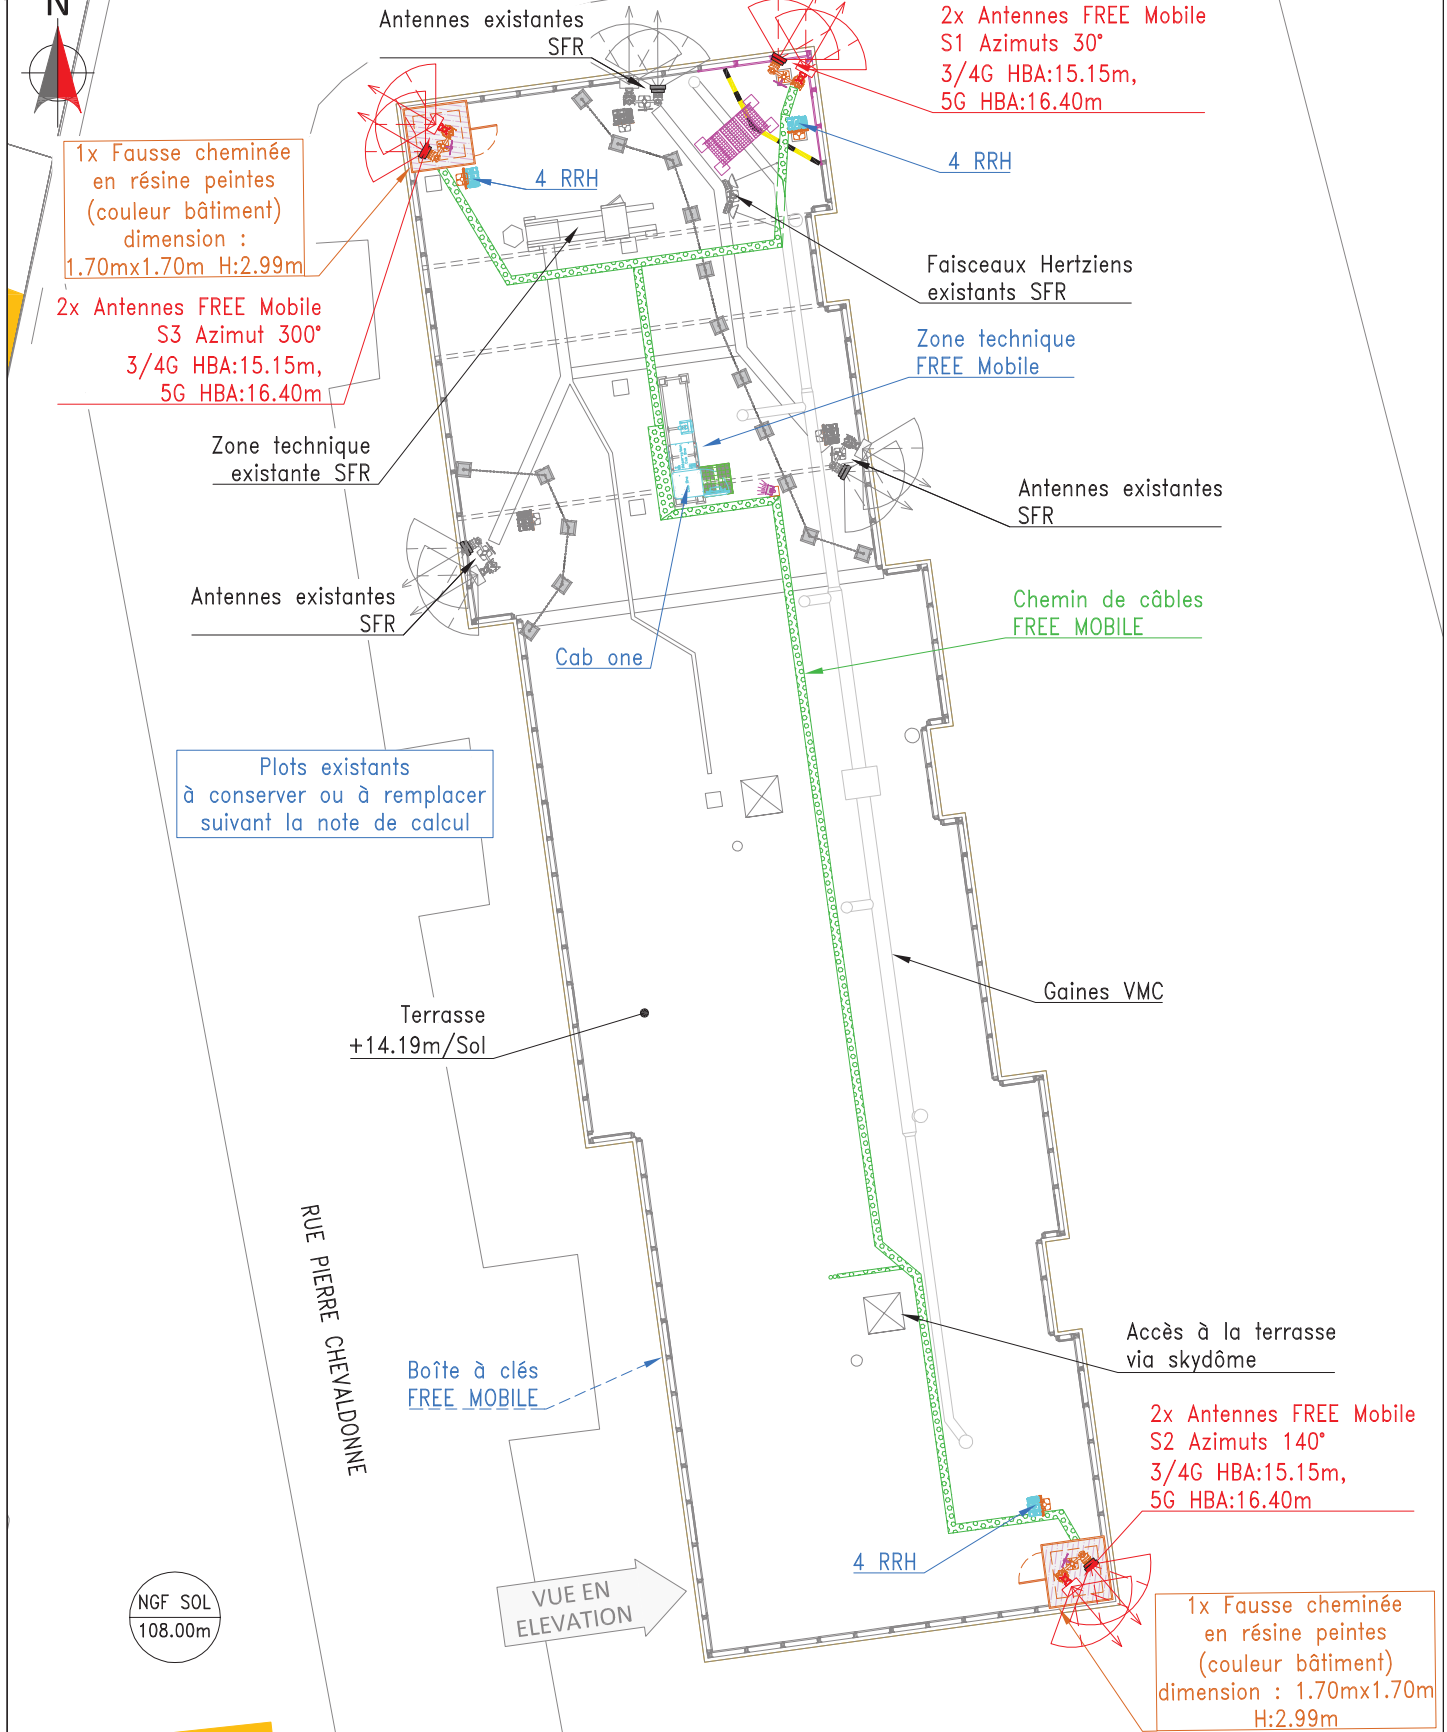 N
Antennes existantes
SFR
2x Antennes FREE Mobile
S1 Azimuts 30°
3/4G HBA:15.15m,
5G HBA:16.40m
1x Fausse cheminée
en résine peintes
(couleur bâtiment)
dimension :
1.70mx1.70m H:2.99m
4 RRH
4 RRH
Faisceaux Hertziens
existants SFR
2x Antennes FREE Mobile
S3 Azimut 300°
3/4G HBA:15.15m,
5G HBA:16.40m
Zone technique
FREE Mobile
Zone technique
existante SFR
Antennes existantes
SFR
Antennes existantes
SFR
Chemin de câbles
FREE MOBILE
Cab one
Plots existants
à conserver ou à remplacer
suivant la note de calcul
Gaines VMC
Terrasse
+14.19m/Sol
RUE PIERRE CHEVALDONNE
Accès à la terrasse
via skydôme
Boîte à clés
FREE MOBILE
2x Antennes FREE Mobile
S2 Azimuts 140°
3/4G HBA:15.15m,
5G HBA:16.40m
4 RRH
VUE EN
ELEVATION
NGF SOL
108.00m
1x Fausse cheminée
en résine peintes
(couleur bâtiment)
dimension : 1.70mx1.70m
H:2.99m